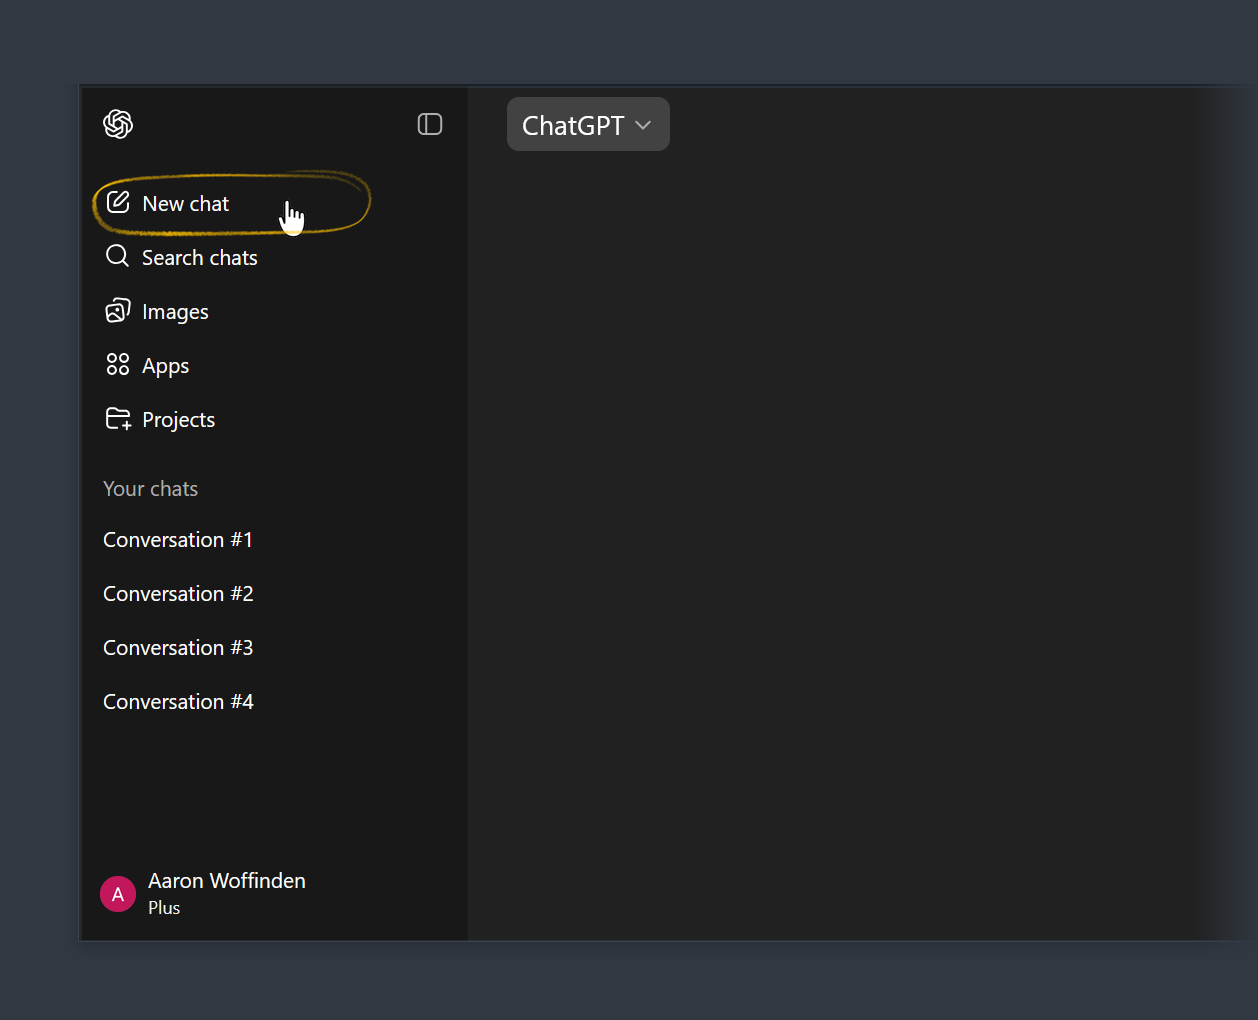 ChatGPT
New chat
Search chats
Images
Apps
Projects
Your chats
Conversation #1
Conversation #2
Conversation #3
Conversation #4
A
Aaron Woffinden
Plus